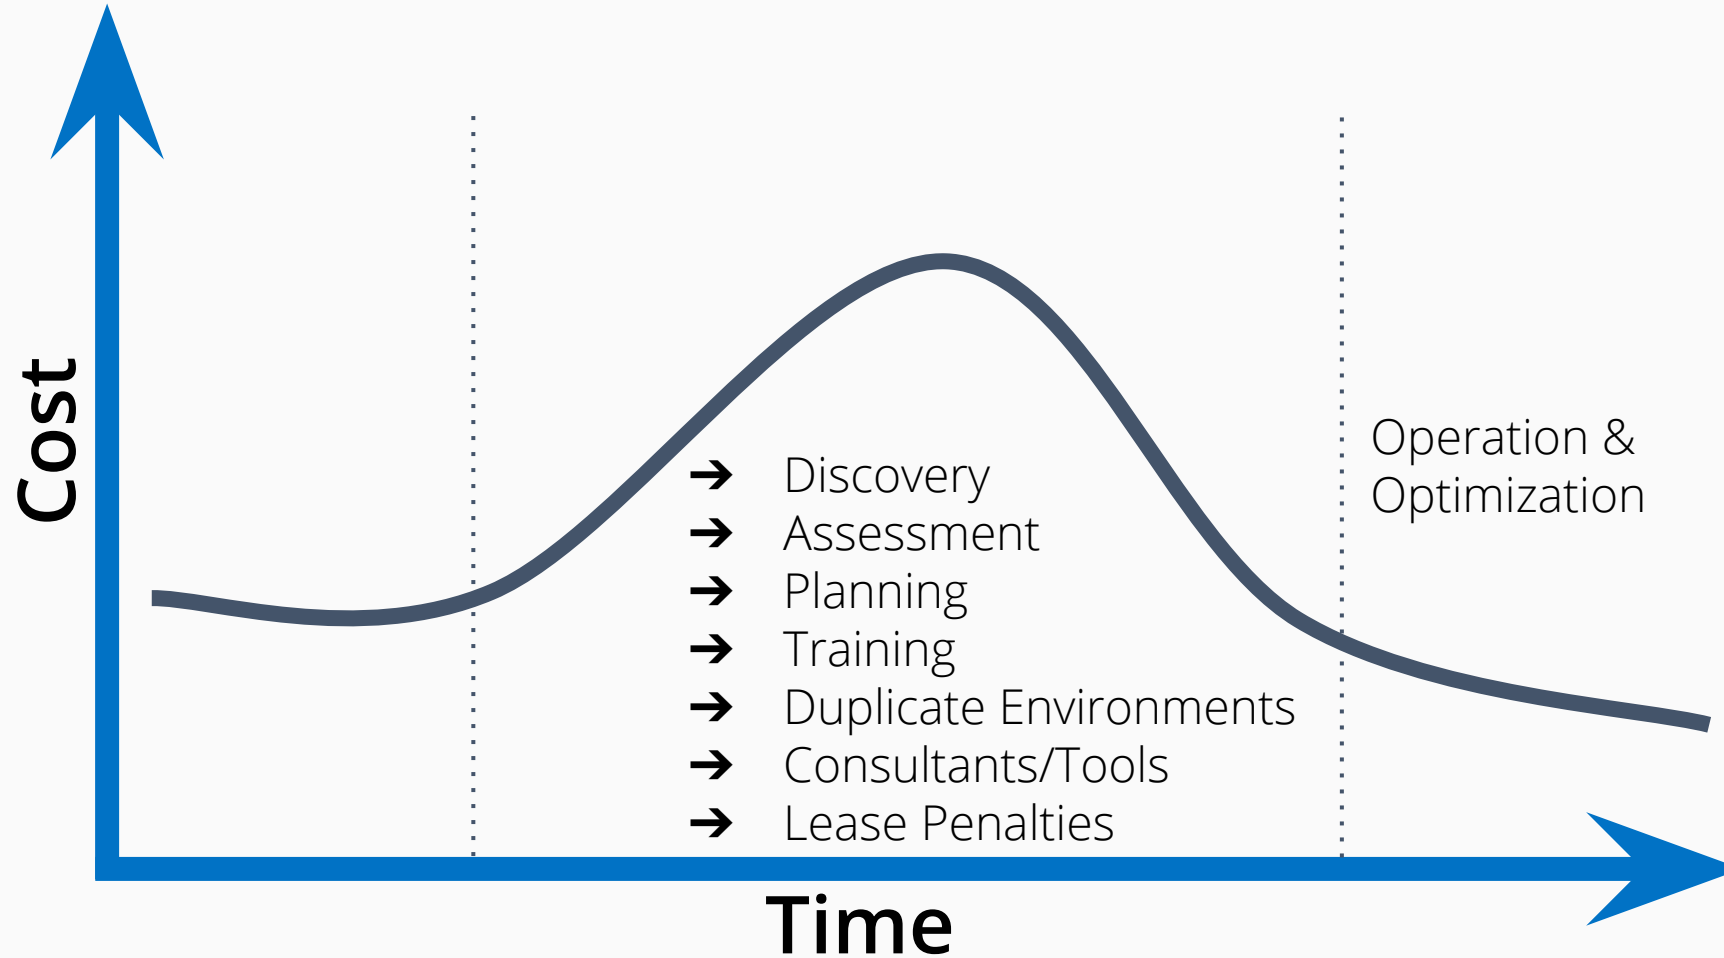 Cost
➔ Discovery
➔ Assessment
➔ Planning
➔ Training
➔ Duplicate Environments
➔ Consultants/Tools
➔ Lease Penalties
Operation &
Optimization
Time